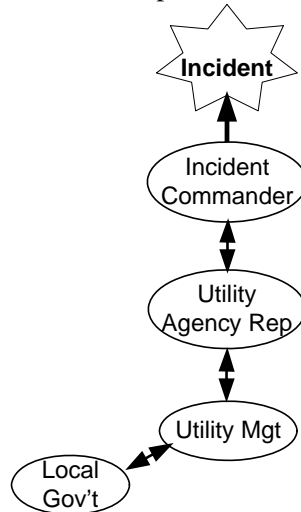 Incident
Incident
Commander
Utility
Agency Rep
Utility Mgt
Local
Gov't